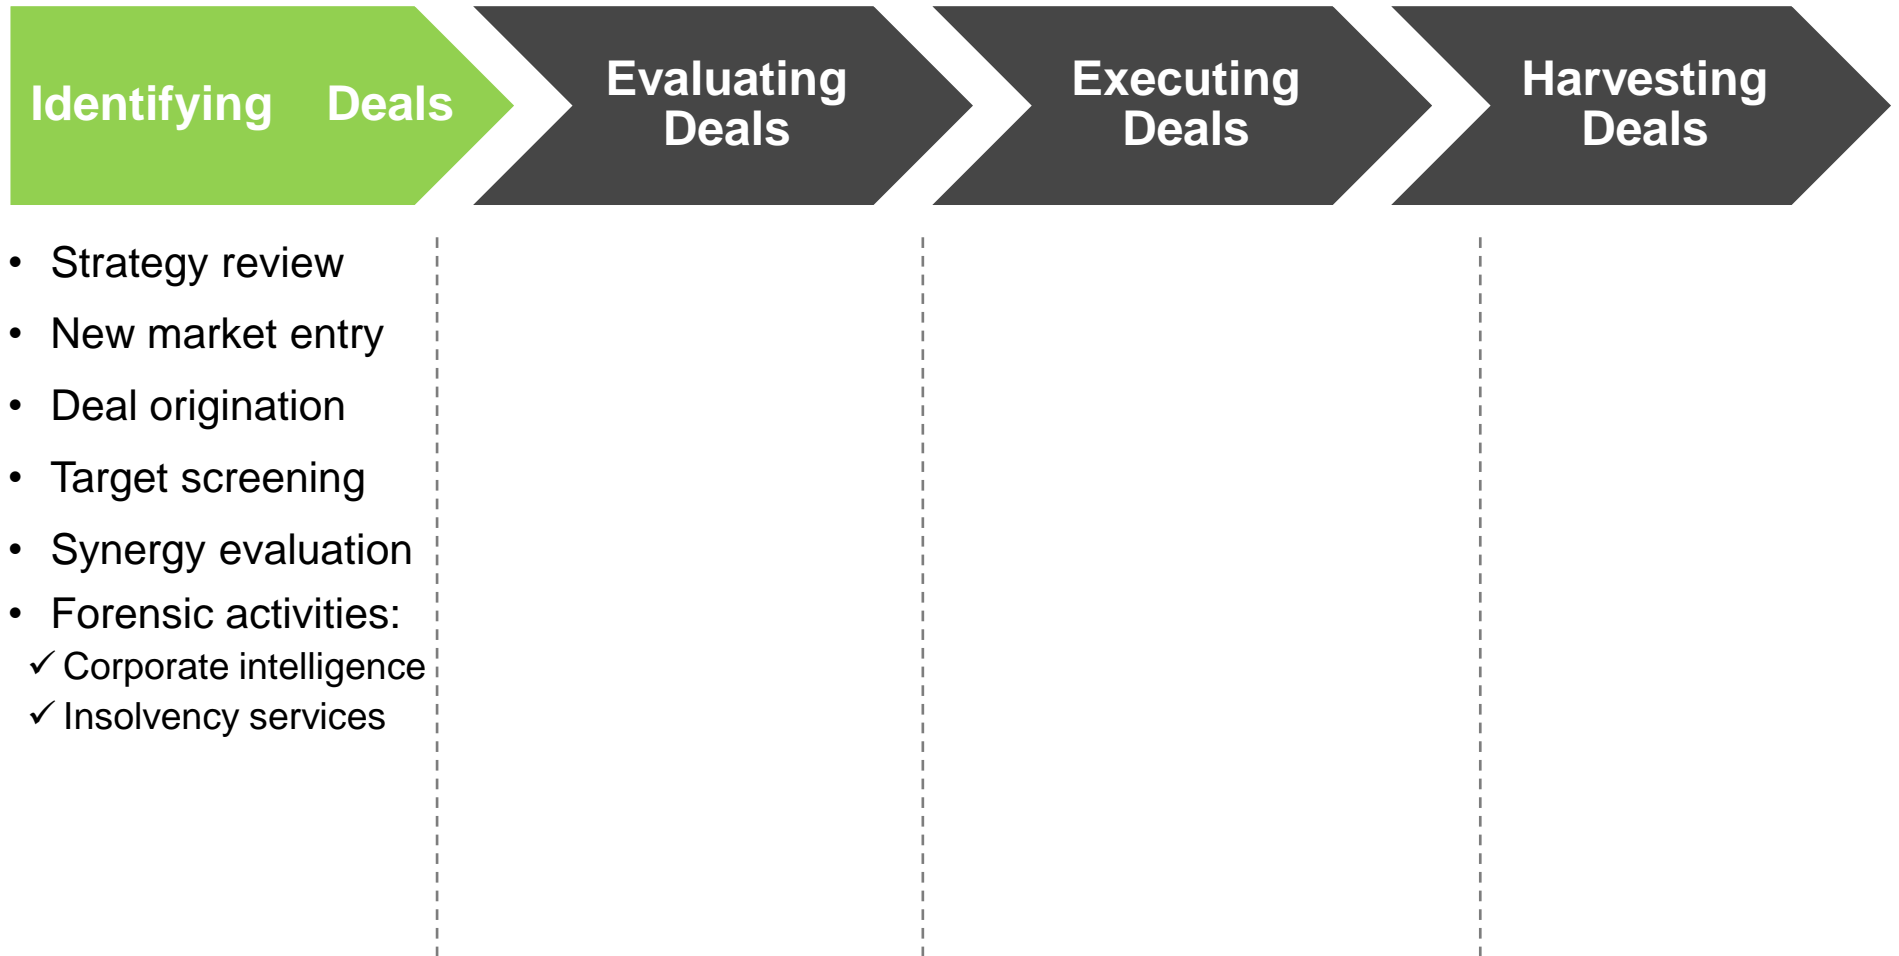 Identifying Deals
Evaluating
Deals
Executing
Deals
Harvesting
Deals
• Strategy review
• New market entry
• Deal origination
• Target screening
• Synergy evaluation
• Forensic activities:
✓ Corporate intelligence
✓ Insolvency services